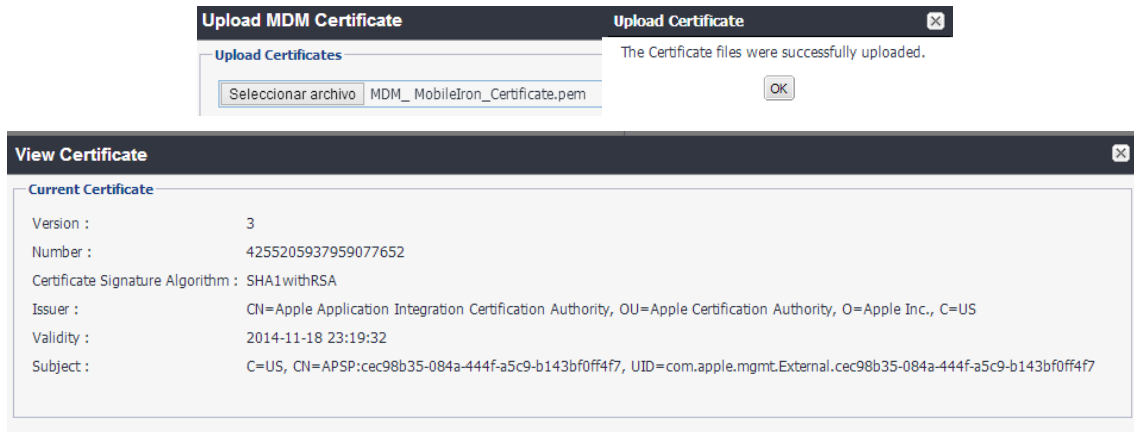 Upload MDM Certificate
Upload Certificates
Seleccionar archivo MDM_ MobileIron_Certificate.pem
Upload Certificate
The Certificate files were successfully uploaded.
OK
View Certificate
Current Certificate
Version : 3
Number : 4255205937959077652
Certificate Signature Algorithm : SHA1withRSA
Issuer : CN=Apple Application Integration Certification Authority, OU=Apple Certification Authority, O=Apple Inc., C=US
Validity : 2014-11-18 23:19:32
Subject : C=US, CN=APSP:cec98b35-084a-444f-a5c9-b143bf0ff4f7, UID=com.apple.mgmt.External.cec98b35-084a-444f-a5c9-b143bf0ff4f7